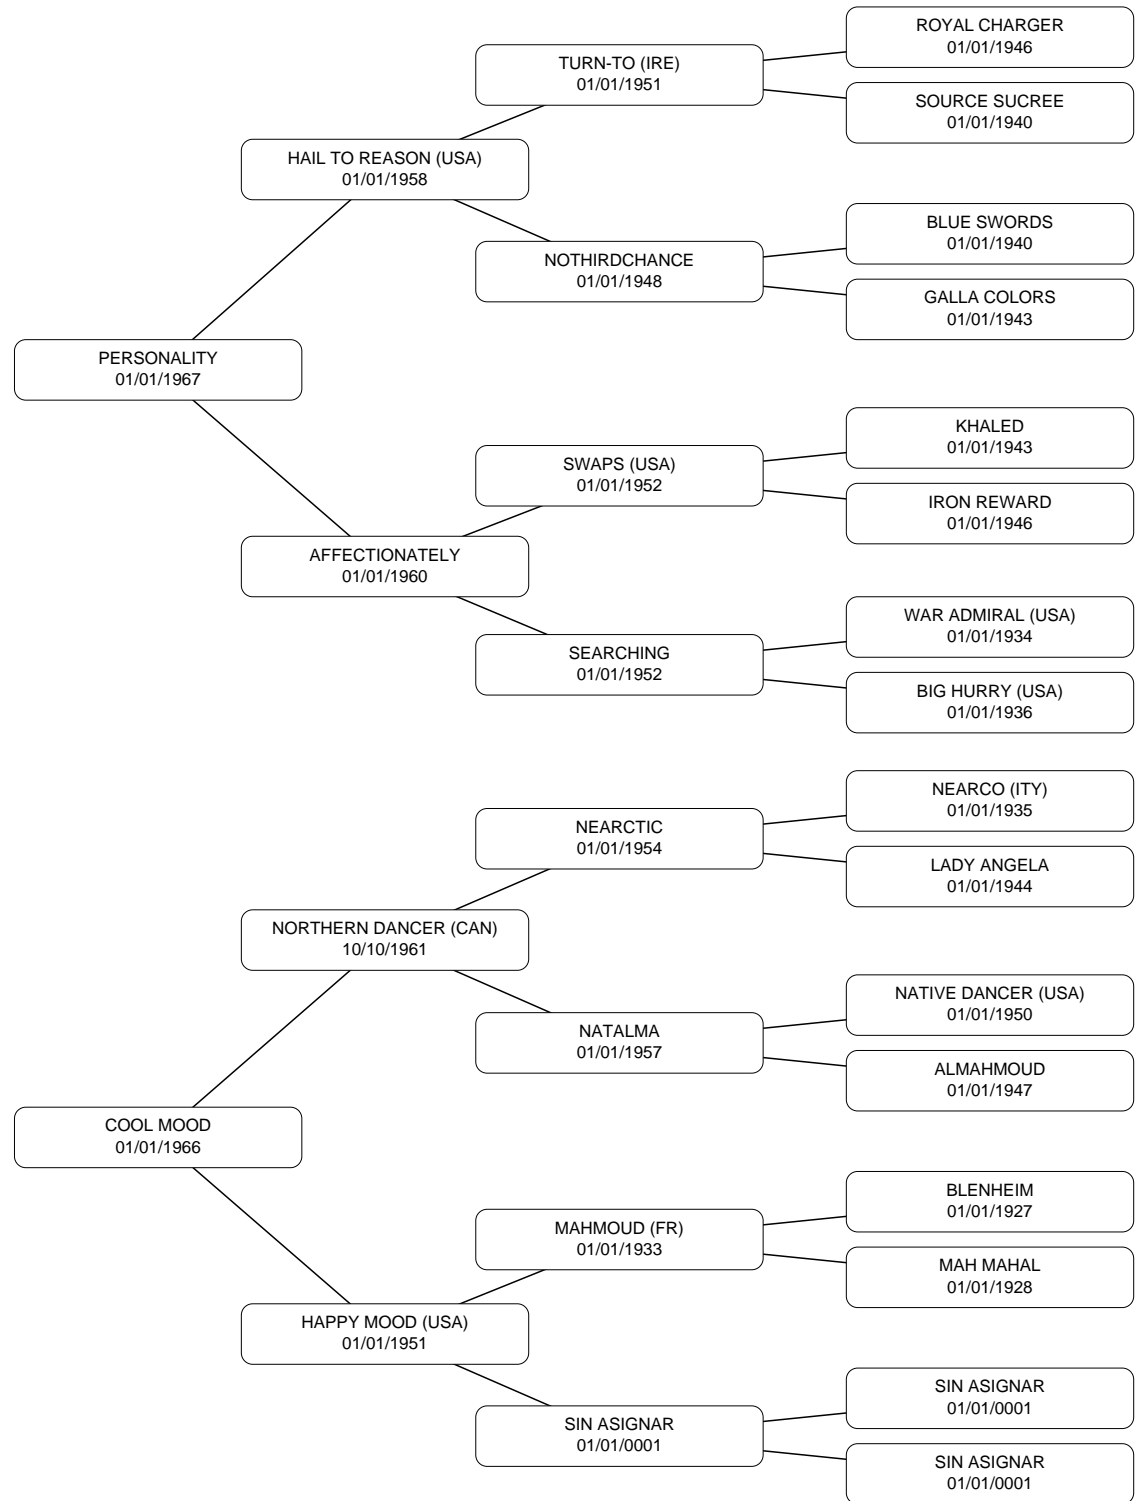 ROYAL CHARGER
01/01/1946
TURN-TO (IRE)
01/01/1951
SOURCE SUCREE
01/01/1940
HAIL TO REASON (USA)
01/01/1958
BLUE SWORDS
01/01/1940
NOTHIRDCHANCE
01/01/1948
GALLA COLORS
01/01/1943
PERSONALITY
01/01/1967
KHALED
01/01/1943
SWAPS (USA)
01/01/1952
IRON REWARD
01/01/1946
AFFECTIONATELY
01/01/1960
WAR ADMIRAL (USA)
01/01/1934
SEARCHING
01/01/1952
BIG HURRY (USA)
01/01/1936
NEARCO (ITY)
01/01/1935
NEARCTIC
01/01/1954
LADY ANGELA
01/01/1944
NORTHERN DANCER (CAN)
10/10/1961
NATIVE DANCER (USA)
01/01/1950
NATALMA
01/01/1957
ALMAHMOUD
01/01/1947
COOL MOOD
01/01/1966
BLENHEIM
01/01/1927
MAHMOUD (FR)
01/01/1933
MAH MAHAL
01/01/1928
HAPPY MOOD (USA)
01/01/1951
SIN ASIGNAR
01/01/0001
SIN ASIGNAR
01/01/0001
SIN ASIGNAR
01/01/0001